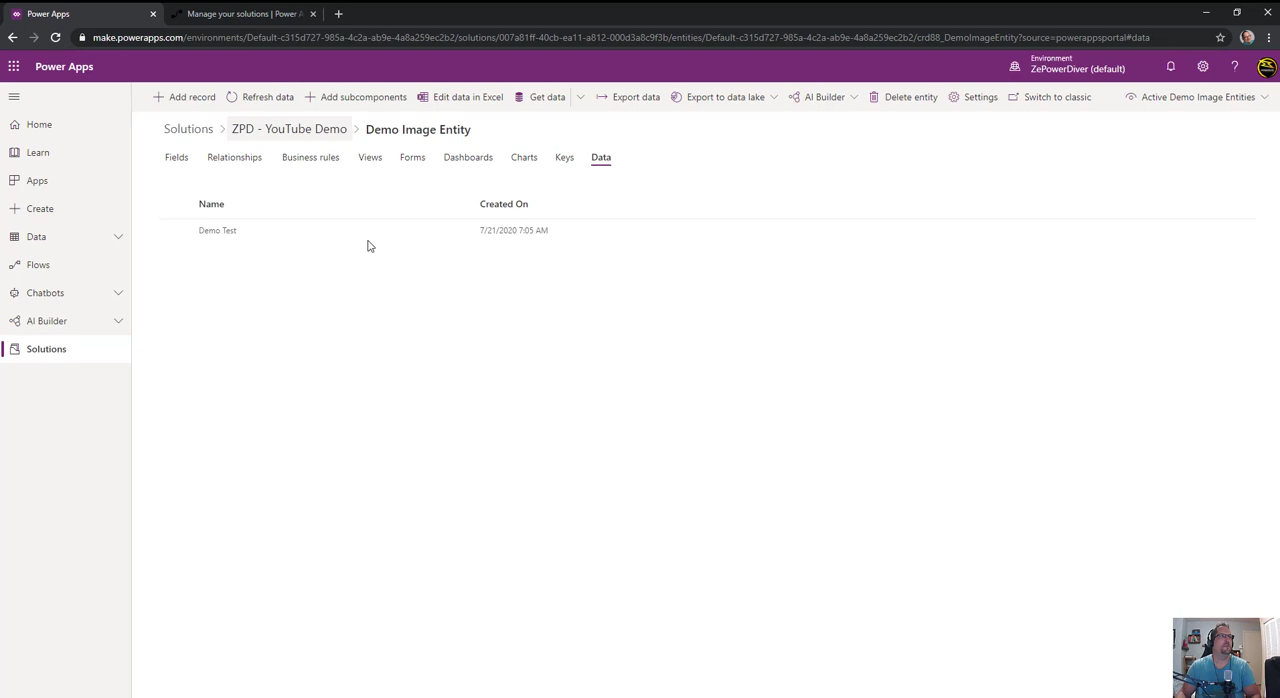 Power Apps
Manage your solutions | Power A
make.powerapps.com/environments/Default-c315d727-985a-4c2a-ab9e-4a8a259ec2b2/solutions/007a81ff-40cb-ea11-a812-000d3a8c9f3b/entities/Default-c315d727-985a-4c2a-ab9e-4a8a259ec2b2/crd88_DemoImageEntity?source=powerappsportal#data
Power Apps
Environment
ZePowerDiver (default)
Add record Refresh data Add subcomponents Edit data in Excel Get data Export data Export to data lake AI Builder Delete entity Settings Switch to classic Active Demo Image Entities
Home
Learn
Apps
Create
Data
Flows
Chatbots
AI Builder
Solutions
Solutions > ZPD - YouTube Demo > Demo Image Entity
Fields Relationships Business rules Views Forms Dashboards Charts Keys Data
Name Created On
Demo Test 7/21/2020 7:05 AM